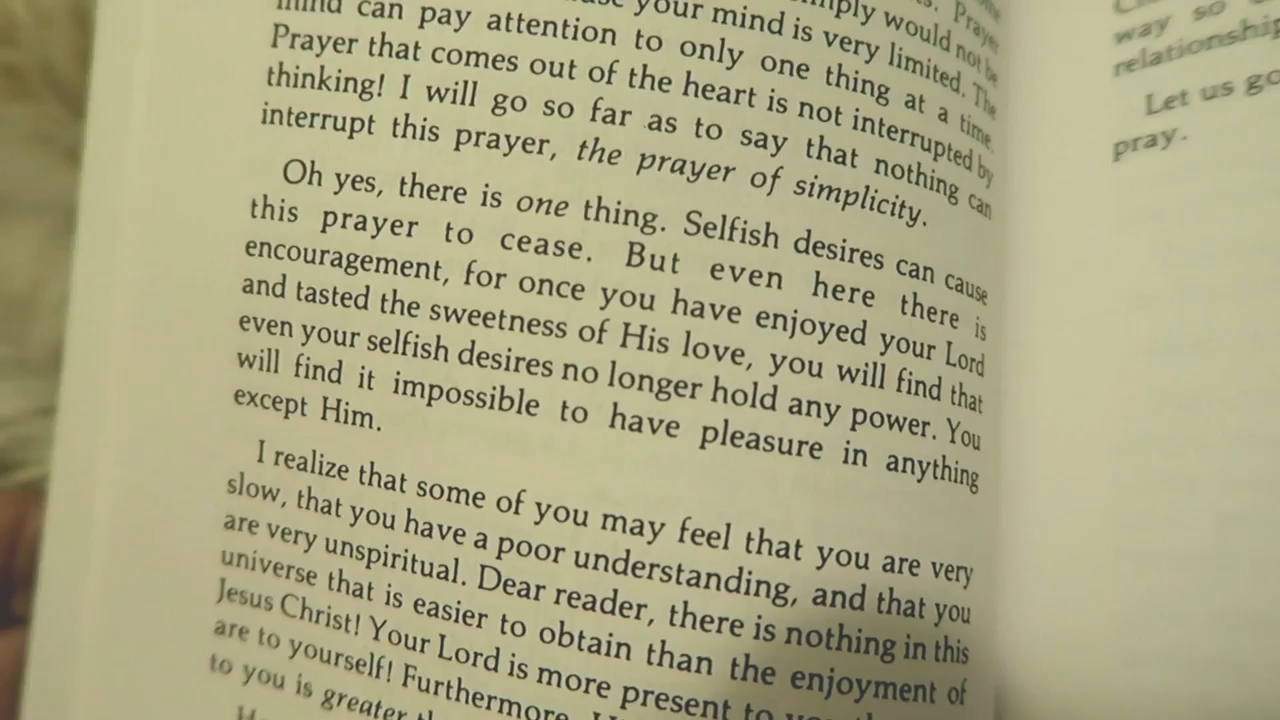 your mind is very limited. The
mind can pay attention to only one thing at a time.
Prayer that comes out of the heart is not interrupted by
thinking! I will go so far as to say that nothing can
interrupt this prayer, the prayer of simplicity.
Oh yes, there is one thing. Selfish desires can cause
this prayer to cease. But even here there is
encouragement, for once you have enjoyed your Lord
and tasted the sweetness of His love, you will find that
even your selfish desires no longer hold any power. You
will find it impossible to have pleasure in anything
except Him.
I realize that some of you may feel that you are very
slow, that you have a poor understanding, and that you
are very unspiritual. Dear reader, there is nothing in this
universe that is easier to obtain than the enjoyment of
Jesus Christ! Your Lord is more present to
are to yourself! Furthermore,
to you is greater
way so
relationship
Let us go
pray.